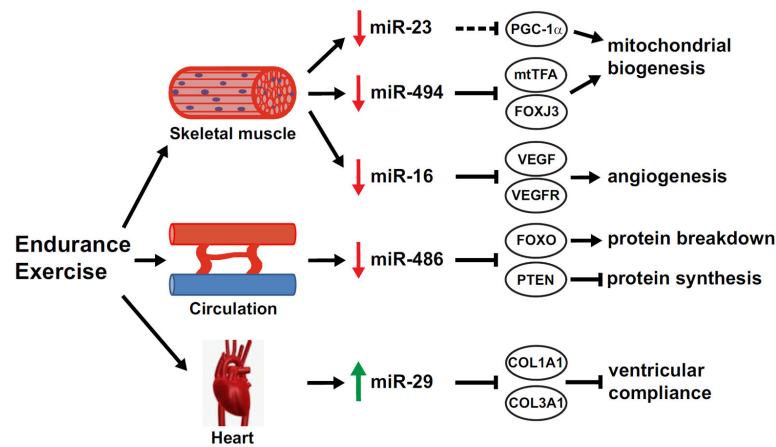 miR-23
PGC-1α
mitochondrial
biogenesis
mtTFA
miR-494
FOXJ3
Skeletal muscle
VEGF
miR-16
angiogenesis
VEGFR
Endurance
Exercise
FOXO
protein breakdown
miR-486
PTEN
protein synthesis
Circulation
COL1A1
miR-29
ventricular
compliance
COL3A1
Heart